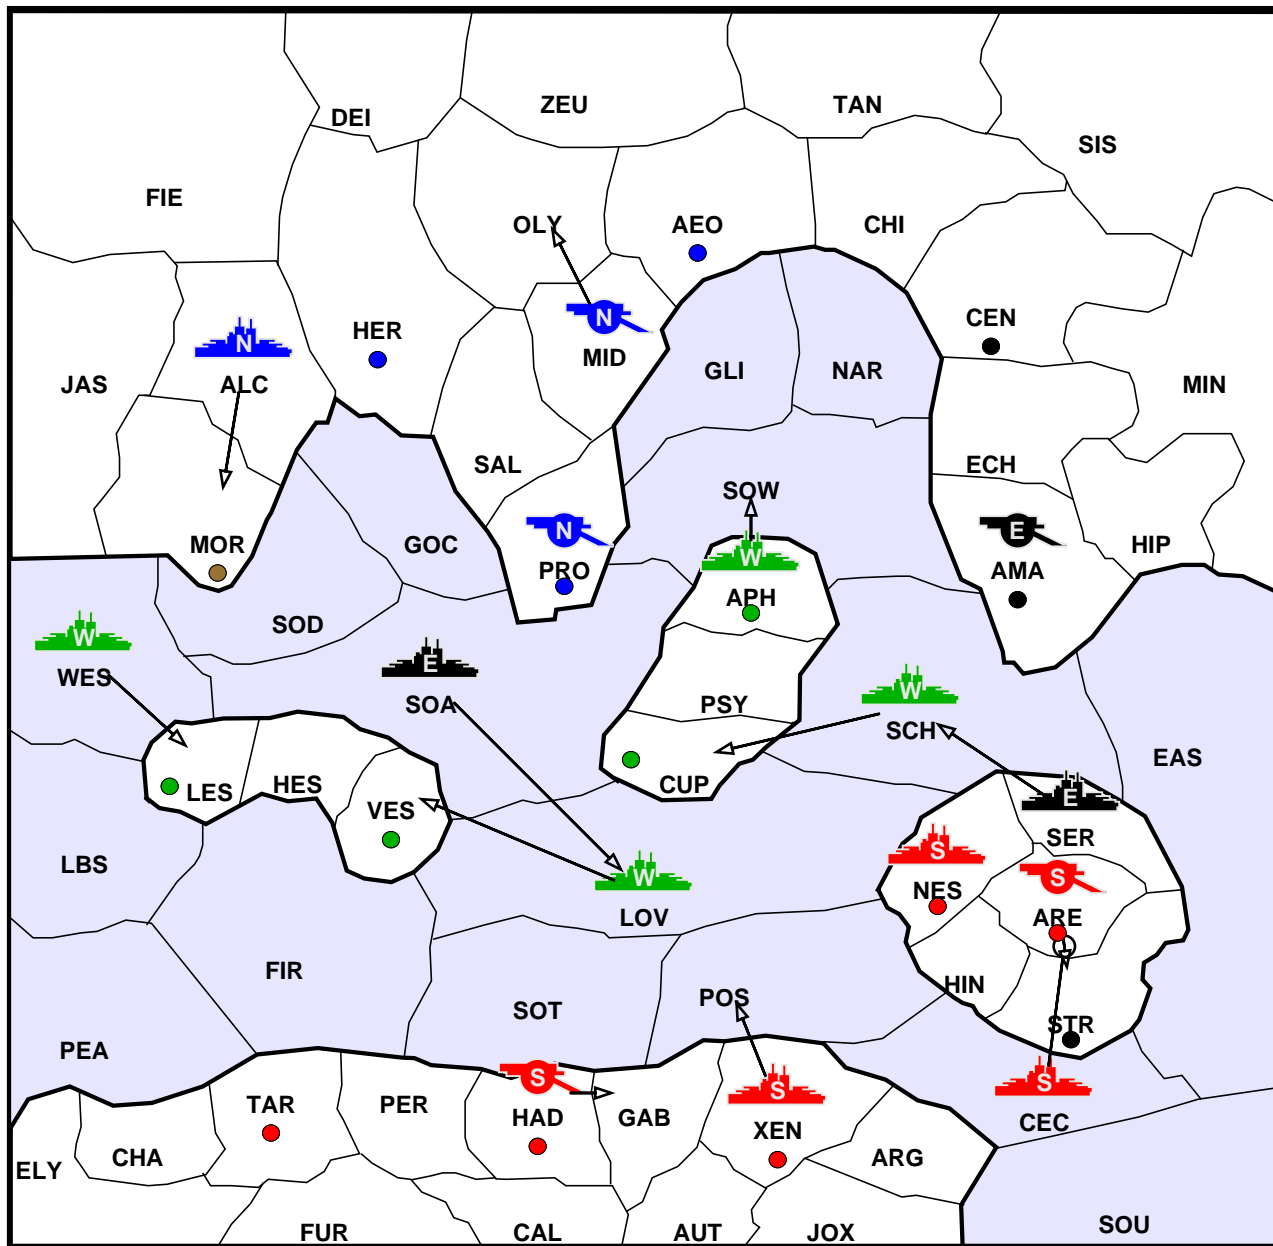 ZEU
TAN
DEI
SIS
FIE
OLY
AEO
CHI
N
N
CEN
HER
MID
GLI
NAR
JAS
ALC
MIN
SAL
ECH
SOW
N
E
MOR
GOC
HIP
PRO
W
AMA
APH
SOD
W
E
WES
W
SOA
PSY
SCH
EAS
CUP
HES
LES
VES
E
SER
S
LBS
W
S
NES
LOV
ARE
FIR
HIN
POS
SOT
STR
PEA
S
S
S
TAR
PER
HAD
GAB
CEC
XEN
CHA
ARG
ELY
FUR
CAL
AUT
JOX
SOU